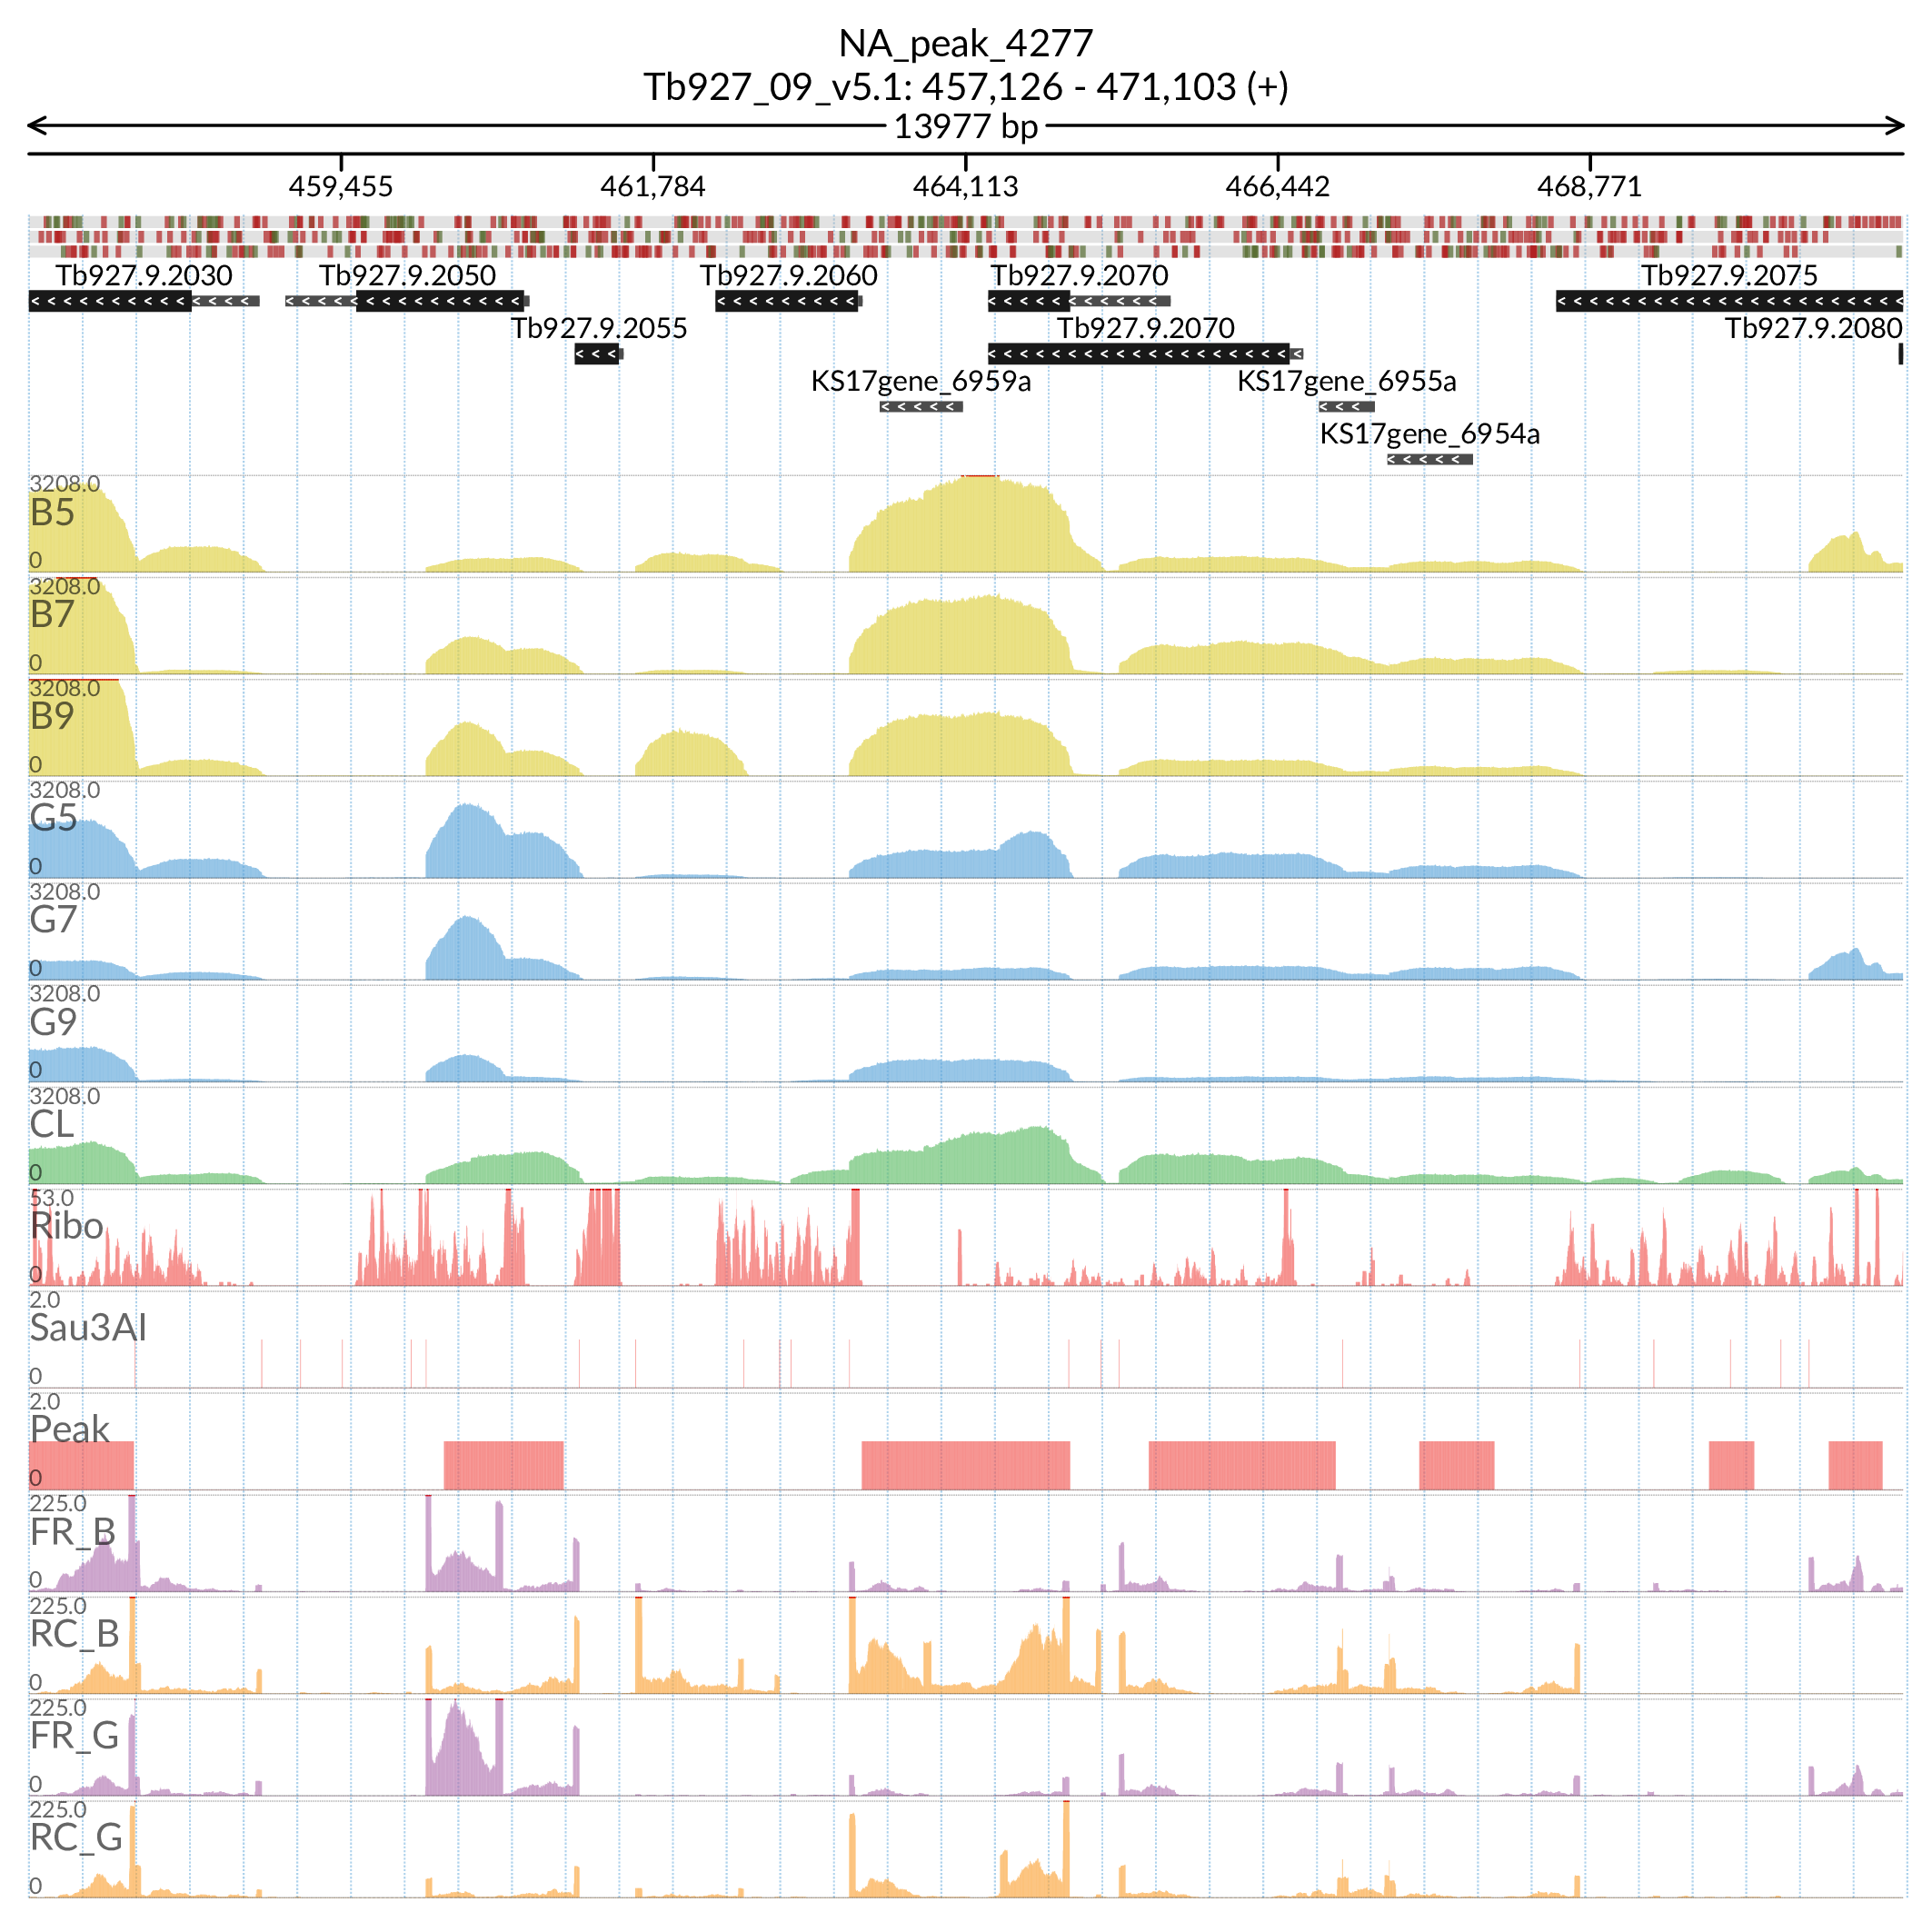 NA_peak_4277
Tb927_09_v5.1: 457,126 - 471,103 (+)
13977 bp
459,455 461,784 464,113 466,442 468,771
Tb927.9.2030 Tb927.9.2050 Tb927.9.2060 Tb927.9.2070 Tb927.9.2075
Tb927.9.2055 Tb927.9.2070 Tb927.9.2080
KS17gene_6959a KS17gene_6955a
KS17gene_6954a
3208.0
B5
0
3208.0
B7
0
3208.0
B9
0
3208.0
G5
0
3208.0
G7
0
3208.0
G9
0
3208.0
CL
0
53.0
Ribo
0
2.0
Sau3AI
0
2.0
Peak
0
225.0
FR_B
0
225.0
RC_B
0
225.0
FR_G
0
225.0
RC_G
0